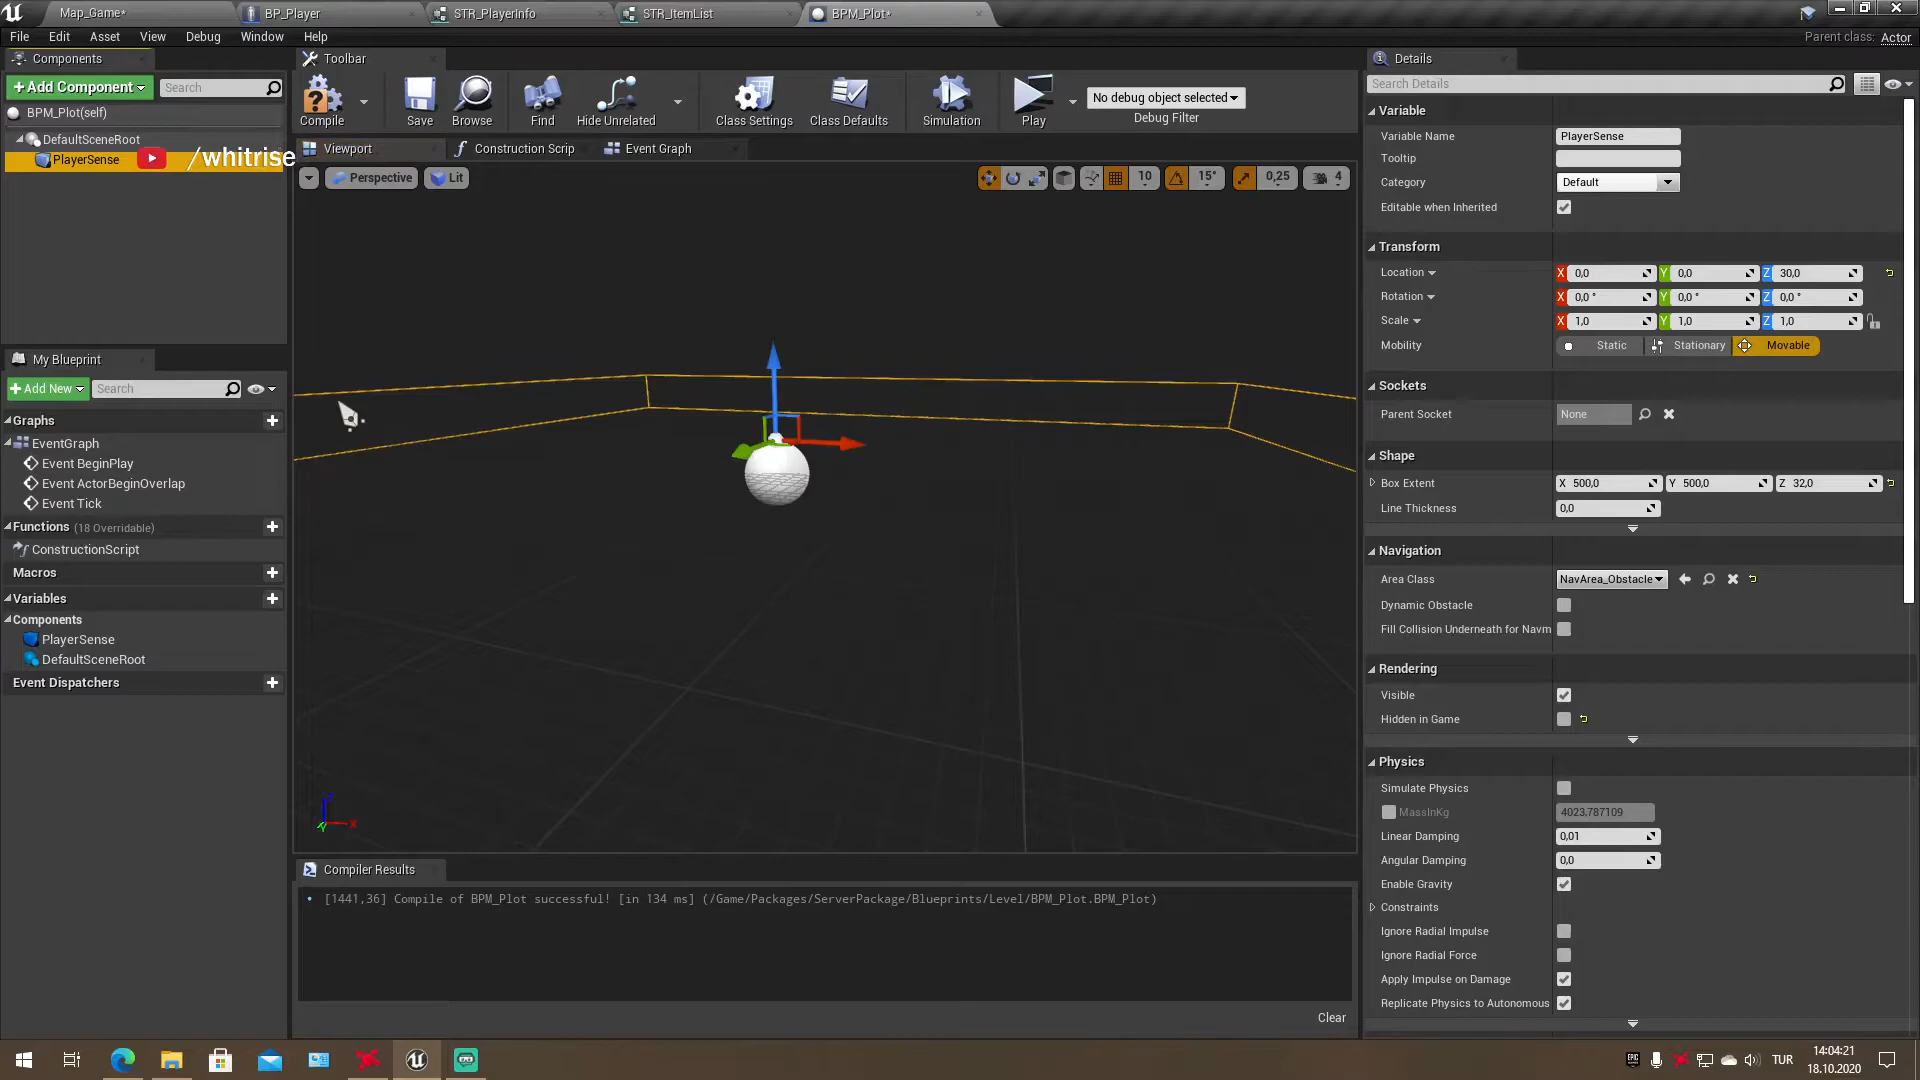 Map_Game*
BP_Player
STR_PlayerInfo
STR_ItemList
BPM_Plot*
File Edit Asset View Debug Window Help
Parent class: Actor
Components
+Add Component
Search
BPM_Plot(self)
DefaultSceneRoot
PlayerSense
/whitrise
Toolbar
Compile
Save
Browse
Find
Hide Unrelated
Class Settings
Class Defaults
Simulation
Play
No debug object selected
Debug Filter
Viewport
Construction Scrip
Event Graph
Perspective
Lit
10
15°
0,25
4
X
Y
My Blueprint
+Add New
Search
Graphs
EventGraph
Event BeginPlay
Event ActorBeginOverlap
Event Tick
Functions (18 Overridable)
ConstructionScript
Macros
Variables
Components
PlayerSense
DefaultSceneRoot
Event Dispatchers
Compiler Results
[1441,36] Compile of BPM_Plot successful! [in 134 ms] (/Game/Packages/ServerPackage/Blueprints/Level/BPM_Plot.BPM_Plot)
Clear
Details
Search Details
Variable
Variable Name PlayerSense
Tooltip
Category Default
Editable when Inherited
Transform
Location X 0,0 Y 0,0 Z 30,0
Rotation X 0,0 ° Y 0,0 ° Z 0,0 °
Scale X 1,0 Y 1,0 Z 1,0
Mobility Static Stationary Movable
Sockets
Parent Socket None
Shape
Box Extent X 500,0 Y 500,0 Z 32,0
Line Thickness 0,0
Navigation
Area Class NavArea_Obstacle
Dynamic Obstacle
Fill Collision Underneath for Navm
Rendering
Visible
Hidden in Game
Physics
Simulate Physics
MassInKg 4023,787109
Linear Damping 0,01
Angular Damping 0,0
Enable Gravity
Constraints
Ignore Radial Impulse
Ignore Radial Force
Apply Impulse on Damage
Replicate Physics to Autonomous
TUR
14:04:21
18.10.2020